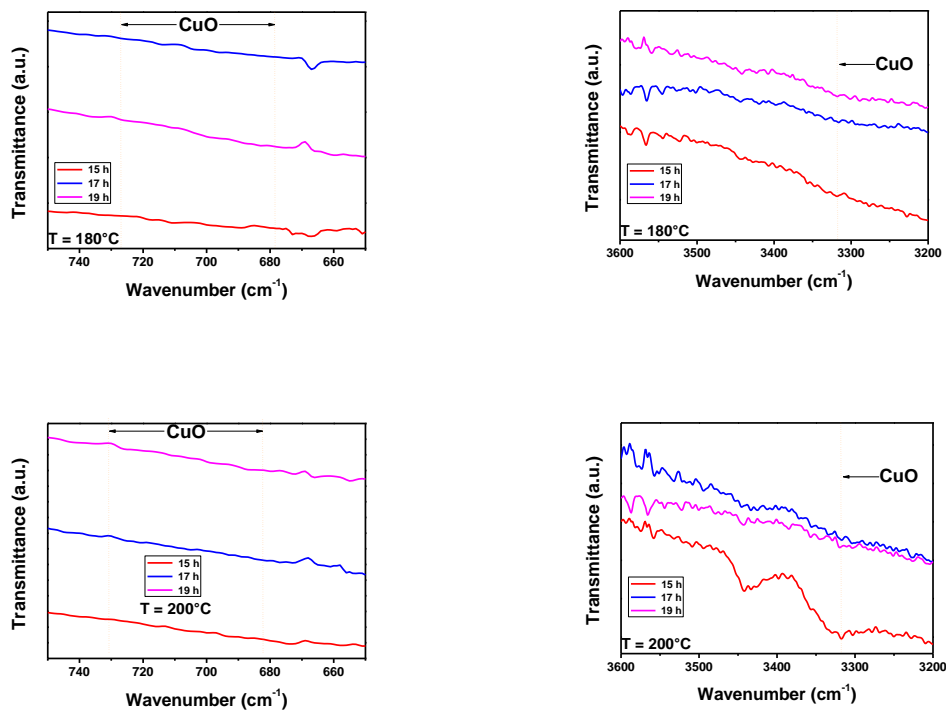 CuO
Transmittance (a.u.)
15 h
17 h
19 h
T = 180°C
740 720 700 680 660
Wavenumber (cm⁻¹)
CuO
Transmittance (a.u.)
15 h
17 h
19 h
T = 180°C
3600 3500 3400 3300 3200
Wavenumber (cm⁻¹)
CuO
Transmittance (a.u.)
15 h
17 h
19 h
T = 200°C
740 720 700 680 660
Wavenumber (cm⁻¹)
CuO
Transmittance (a.u.)
15 h
17 h
19 h
T = 200°C
3600 3500 3400 3300 3200
Wavenumber (cm⁻¹)